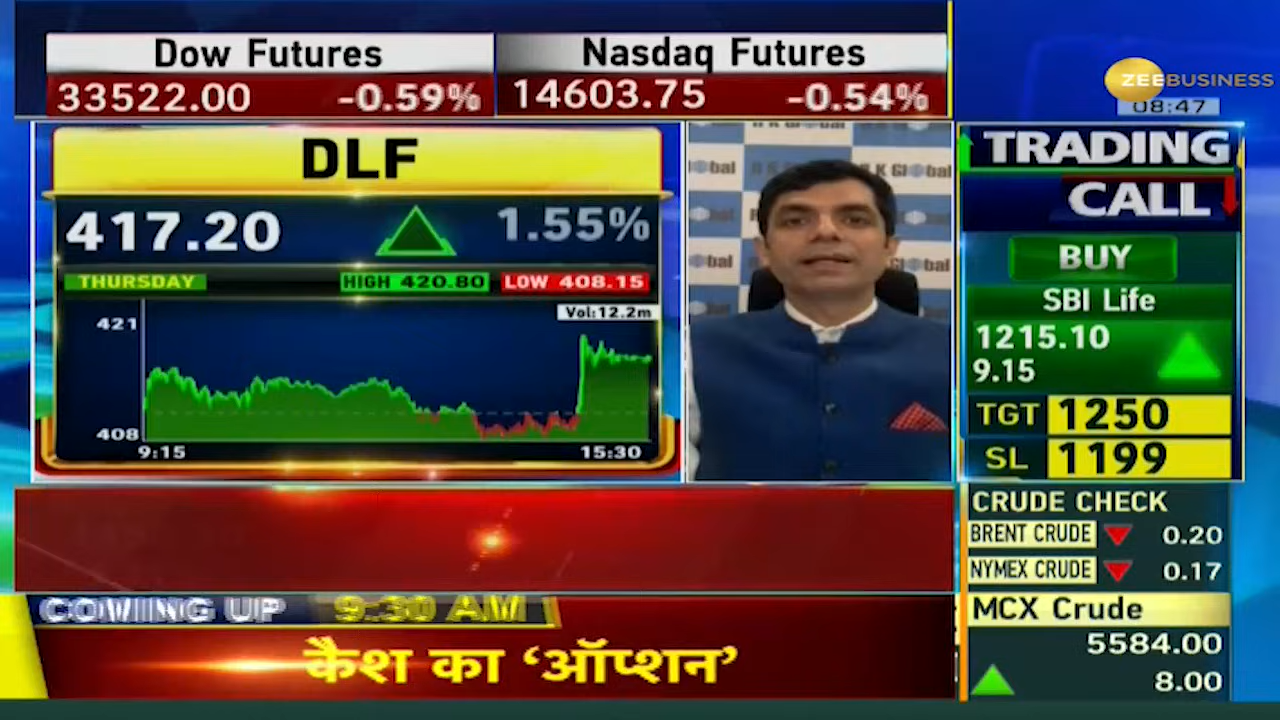 Dow Futures
33522.00 -0.59%
Nasdaq Futures
14603.75 -0.54%
ZEEBUSINESS
08:47
DLF
417.20 1.55%
THURSDAY HIGH 420.80 LOW 408.15
Vol:12.2m
421
408
9:15 15:30
TRADING
CALL
BUY
SBI Life
1215.10
9.15
TGT 1250
SL 1199
CRUDE CHECK
BRENT CRUDE 0.20
NYMEX CRUDE 0.17
MCX Crude
5584.00
8.00
COMING UP 9:30 AM
कैश का ‘ऑप्शन’